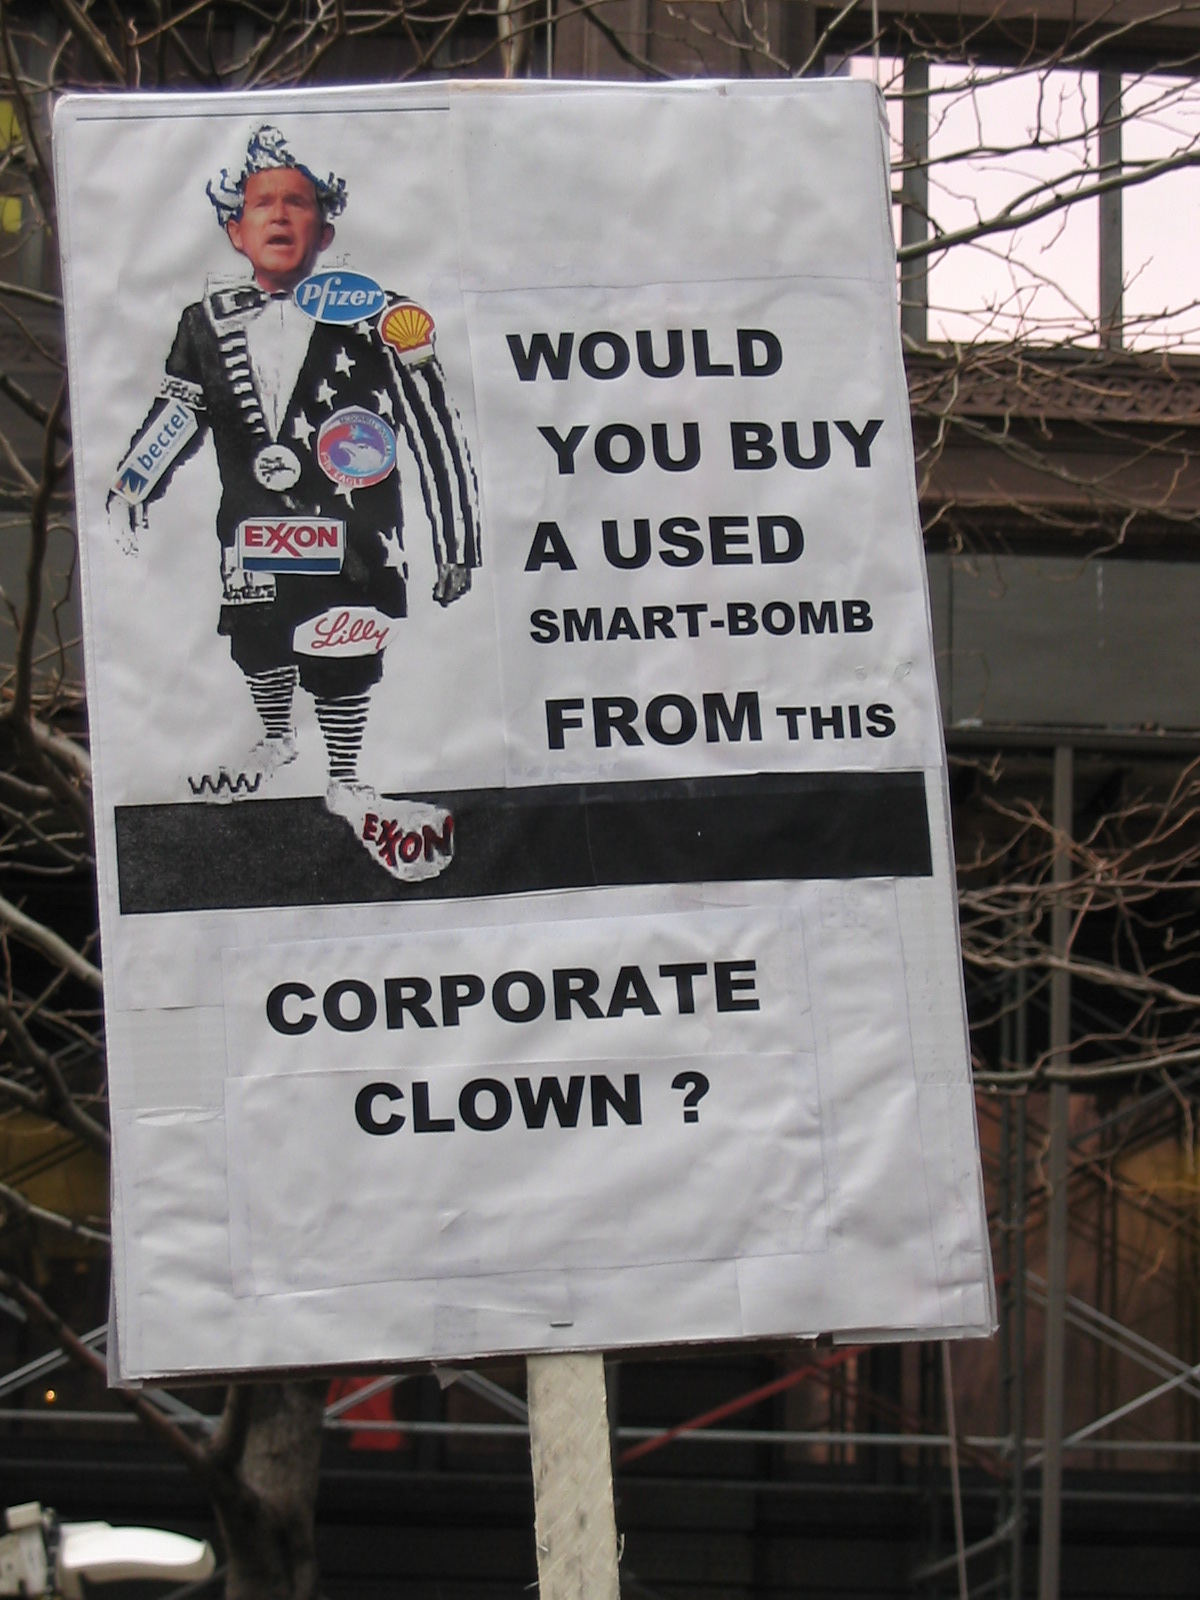 Pfizer
bectel
EXXON
Lilly
WOULD
YOU BUY
A USED
SMART-BOMB
FROM THIS
EXXON
CORPORATE
CLOWN ?